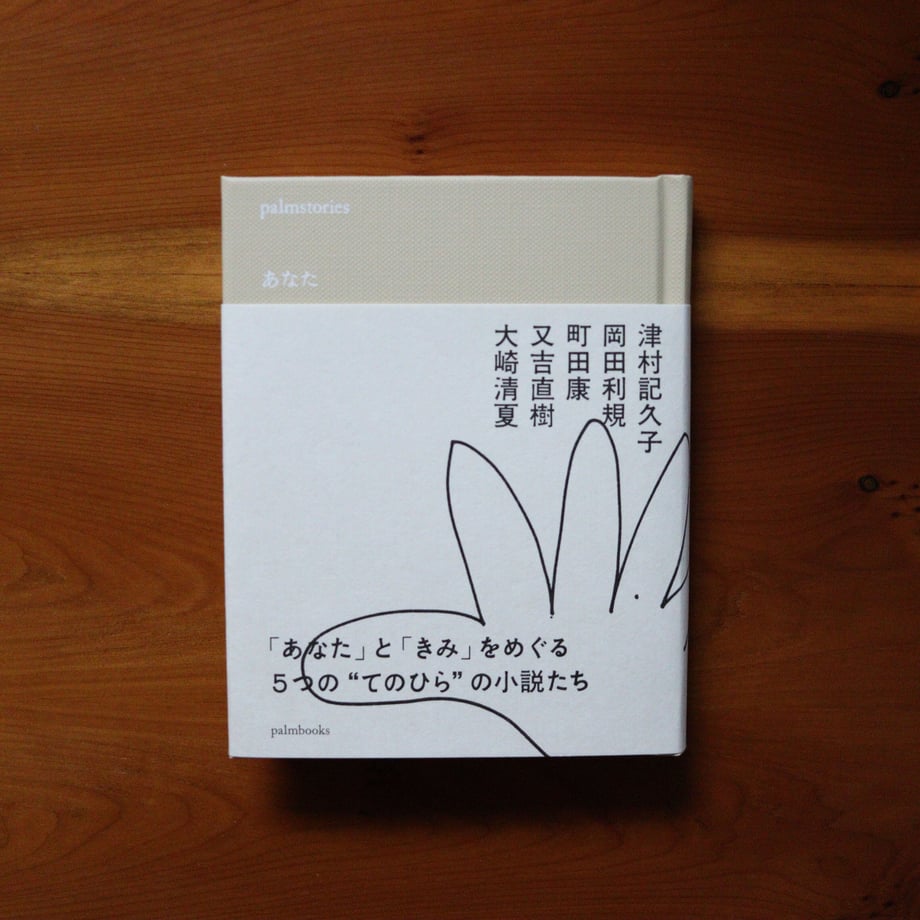 palmstories
あなた
津村記久子
岡田利規
町田康
又吉直樹
大崎清夏
「あなた」と「きみ」をめぐる
5つの“てのひら”の小説たち
palmbooks